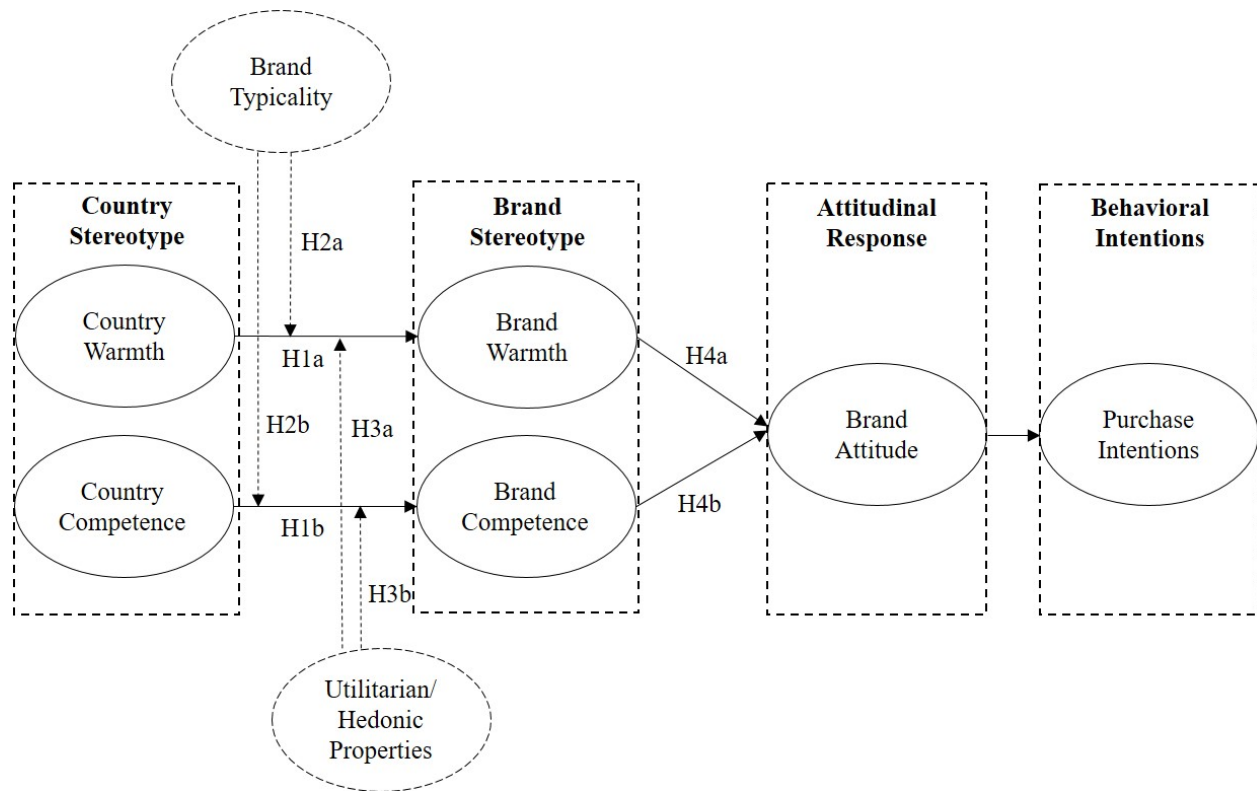 Brand
Typicality
Country
Stereotype
Brand
Stereotype
Attitudinal
Response
Behavioral
Intentions
H2a
Country
Warmth
H1a
Brand
Warmth
H4a
H2b
H3a
Brand
Attitude
Purchase
Intentions
Country
Competence
H1b
Brand
Competence
H4b
H3b
Utilitarian/
Hedonic
Properties